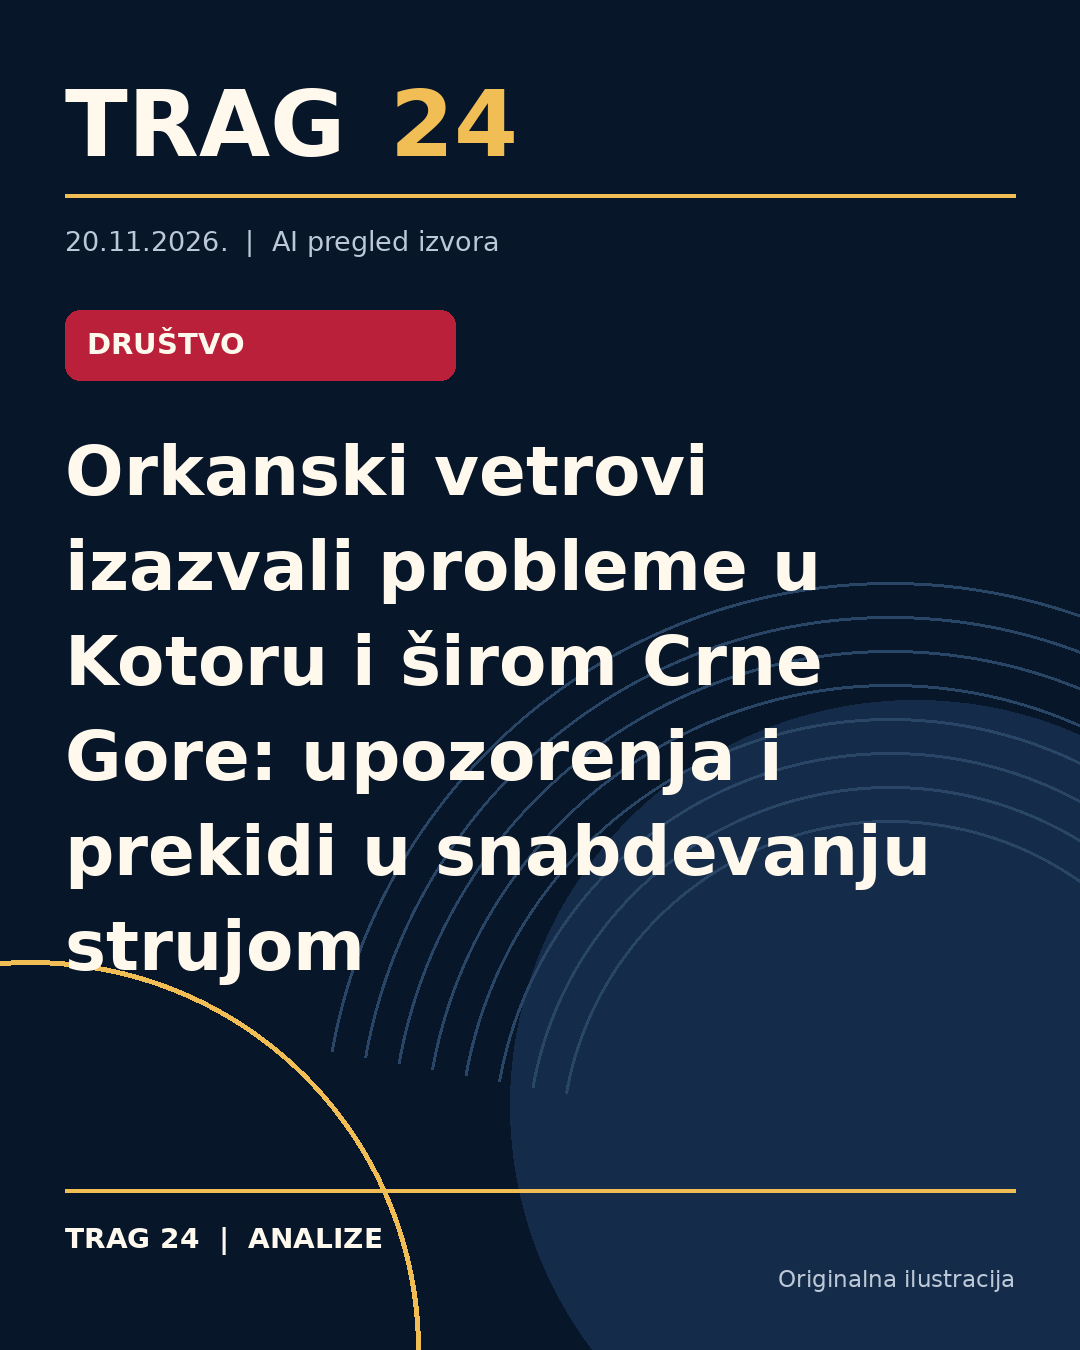 TRAG 24
20.11.2026. | AI pregled izvora
DRUŠTVO
Orkanski vetrovi
izazvali probleme u
Kotoru i širom Crne
Gore: upozorenja i
prekidi u snabdevanju
strujom
TRAG 24 | ANALIZE
Originalna ilustracija